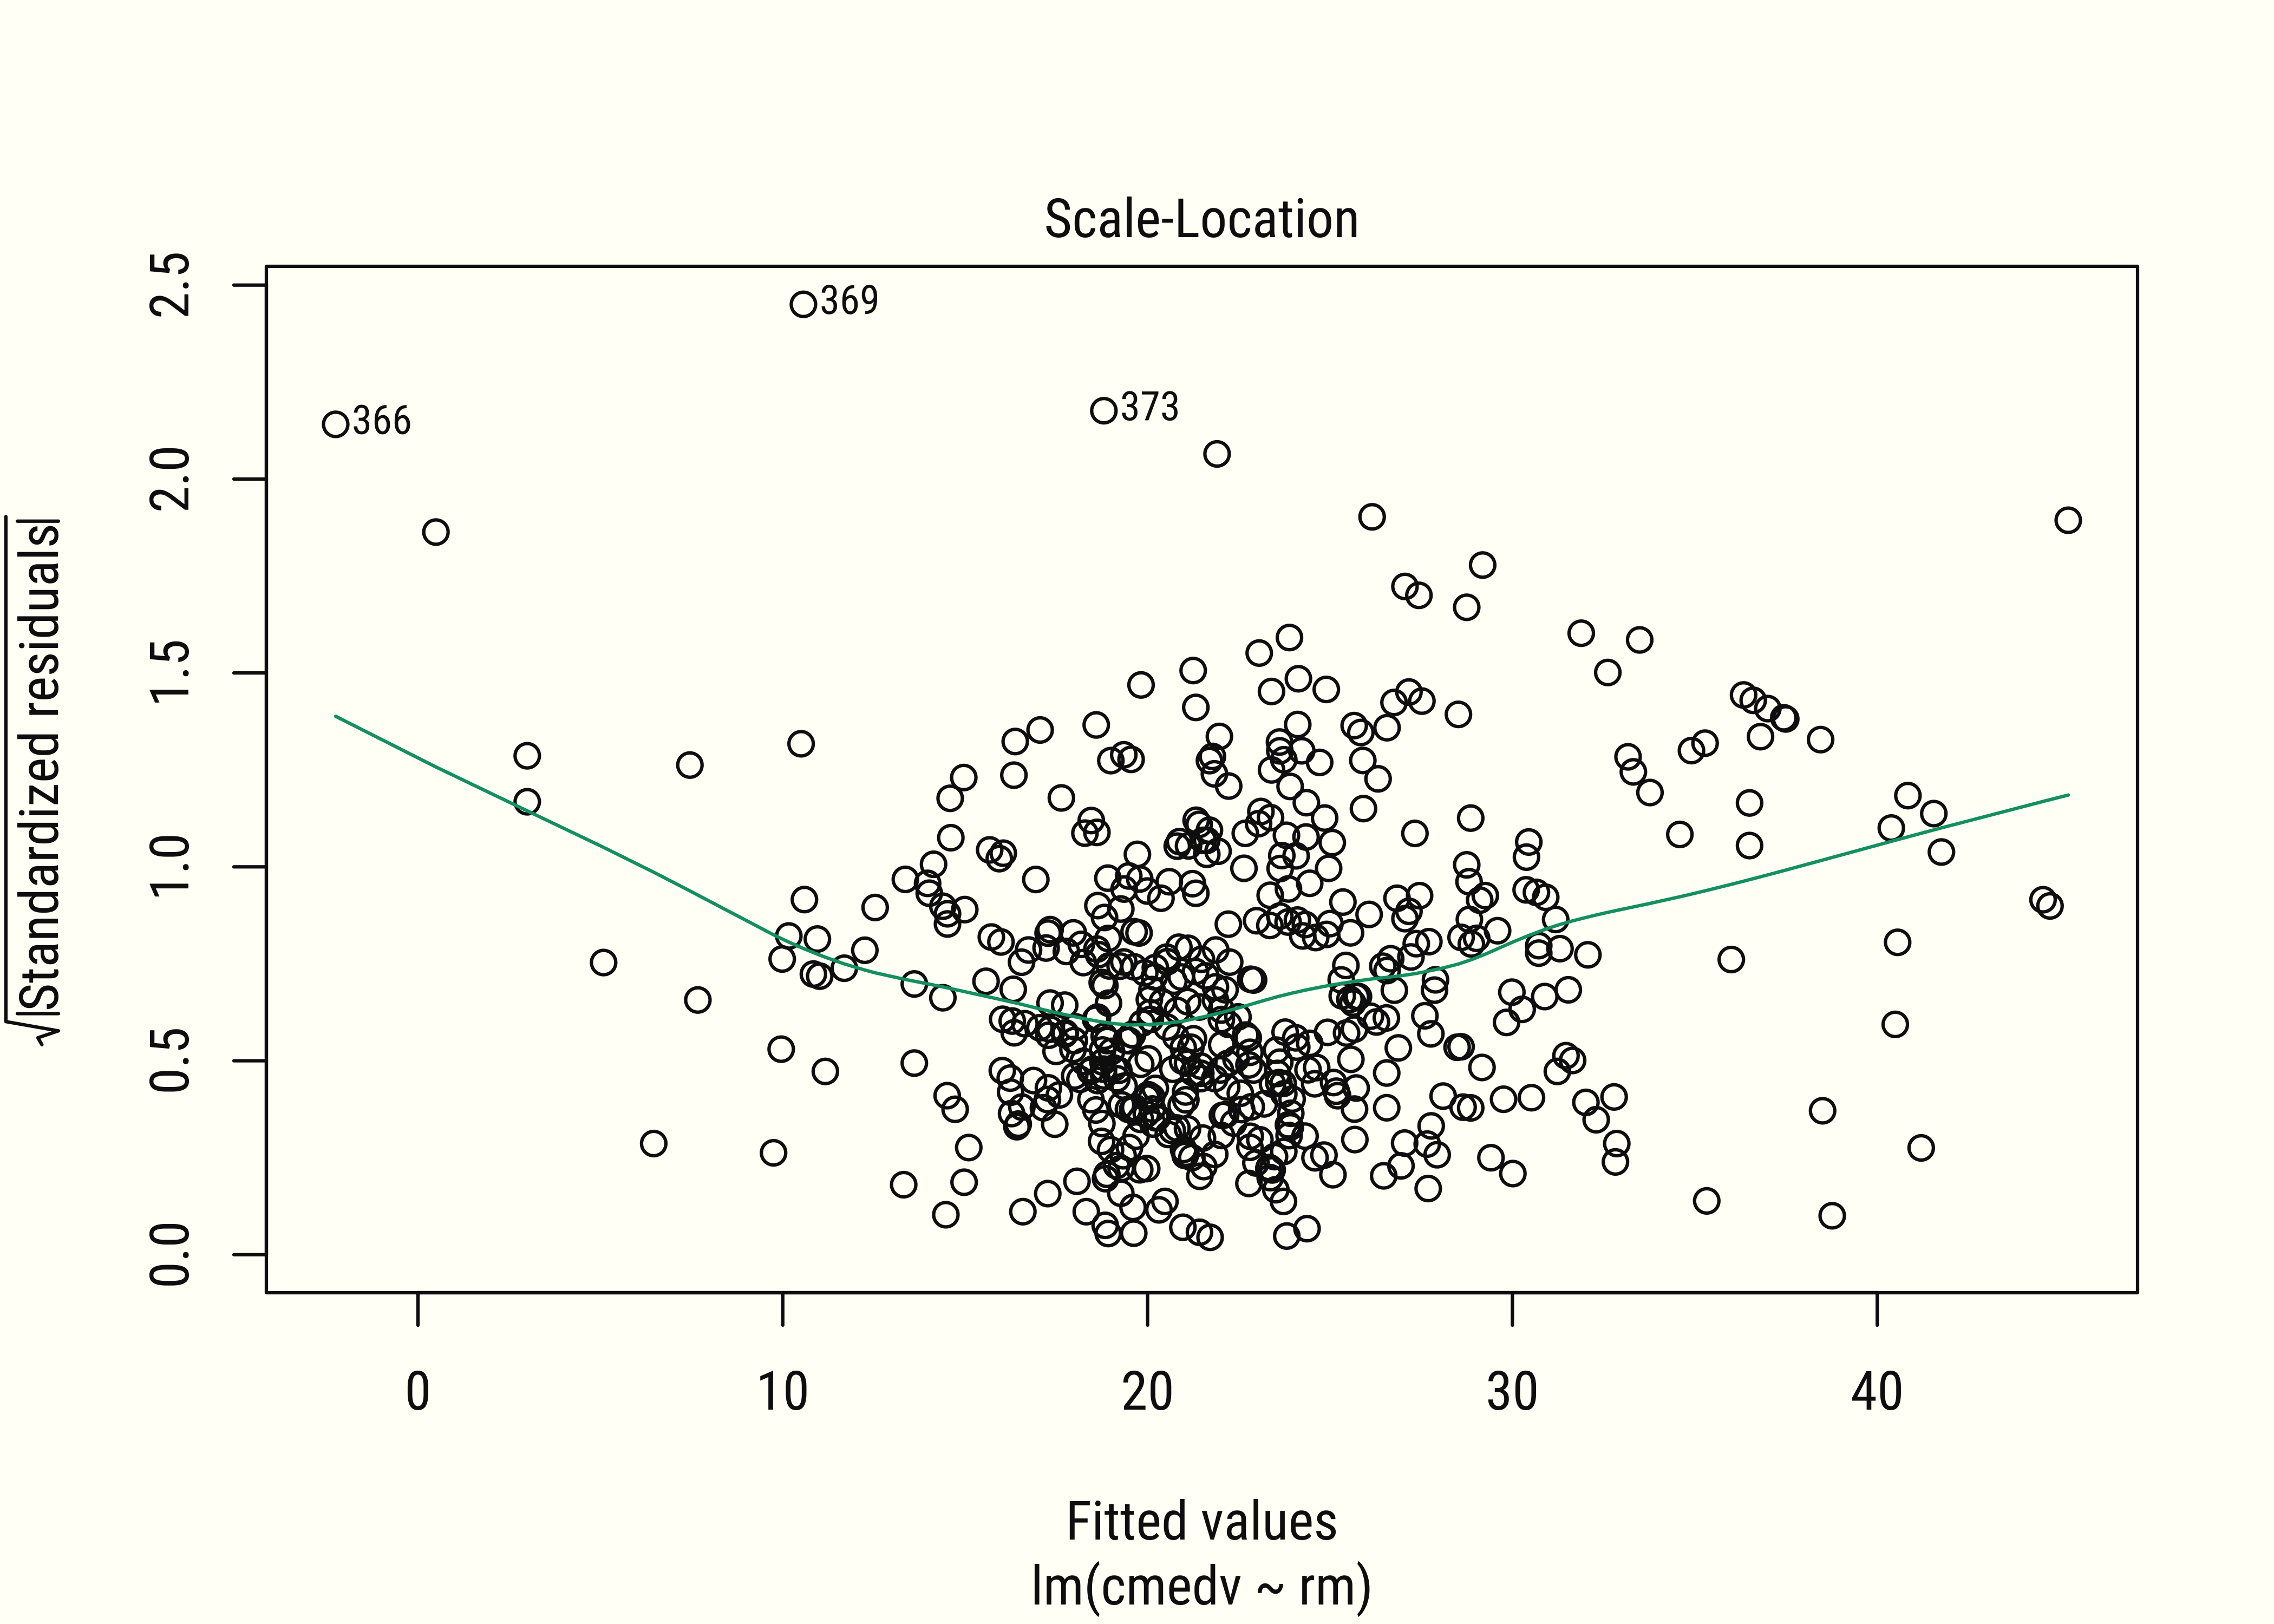 Scale-Location
√|Standardized residuals|
2.5
2.0
1.5
1.0
0.5
0.0
369
366
373
0 10 20 30 40
Fitted values
lm(cmedv ~ rm)